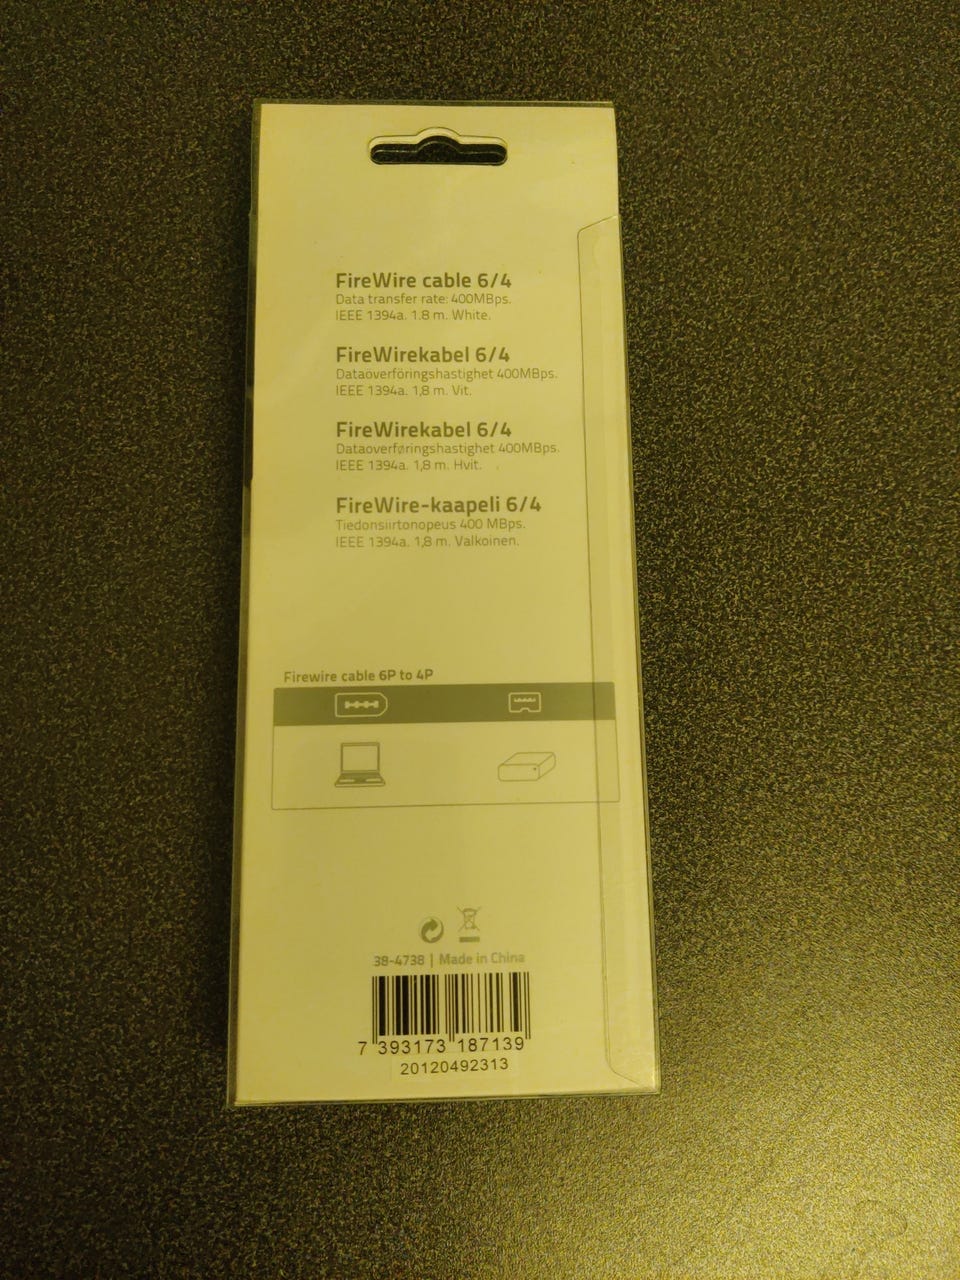 FireWire cable 6/4
Data transfer rate: 400MBps.
IEEE 1394a. 1.8 m. White.
FireWirekabel 6/4
Dataöverföringshastighet 400MBps.
IEEE 1394a. 1,8 m. Vit.
FireWirekabel 6/4
Dataoverføringshastighet 400MBps.
IEEE 1394a. 1,8 m. Hvit.
FireWire-kaapeli 6/4
Tiedonsiirtonopeus 400 MBps.
IEEE 1394a. 1,8 m. Valkoinen.
Firewire cable 6P to 4P
38-4738 | Made in China
7 393173 187139
20120492313